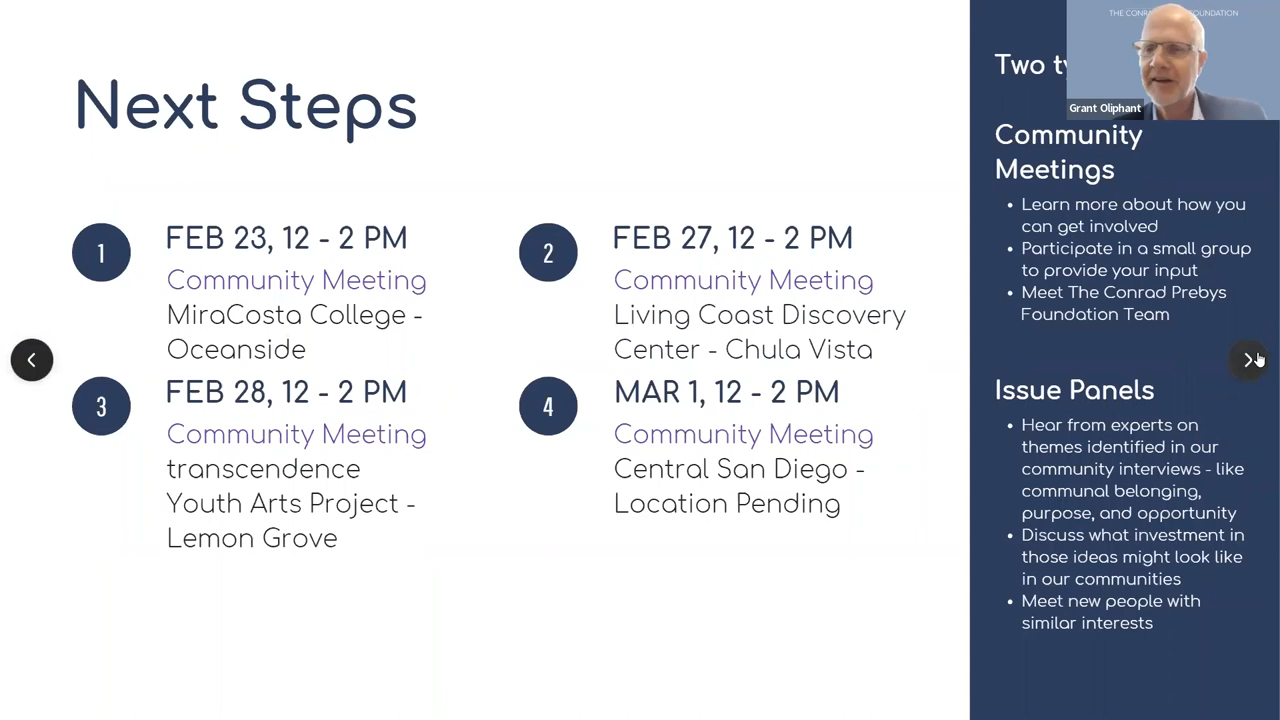 Next Steps
1
FEB 23, 12 - 2 PM
Community Meeting
MiraCosta College -
Oceanside
2
FEB 27, 12 - 2 PM
Community Meeting
Living Coast Discovery
Center - Chula Vista
3
FEB 28, 12 - 2 PM
Community Meeting
transcendence
Youth Arts Project -
Lemon Grove
4
MAR 1, 12 - 2 PM
Community Meeting
Central San Diego -
Location Pending
THE FOUNDATION
Grant Oliphant
Two
Community
Meetings
• Learn more about how you
can get involved
• Participate in a small group
to provide your input
• Meet The Conrad Prebys
Foundation Team
Issue Panels
• Hear from experts on
themes identified in our
community interviews - like
communal belonging,
purpose, and opportunity
• Discuss what investment in
those ideas might look like
in our communities
• Meet new people with
similar interests